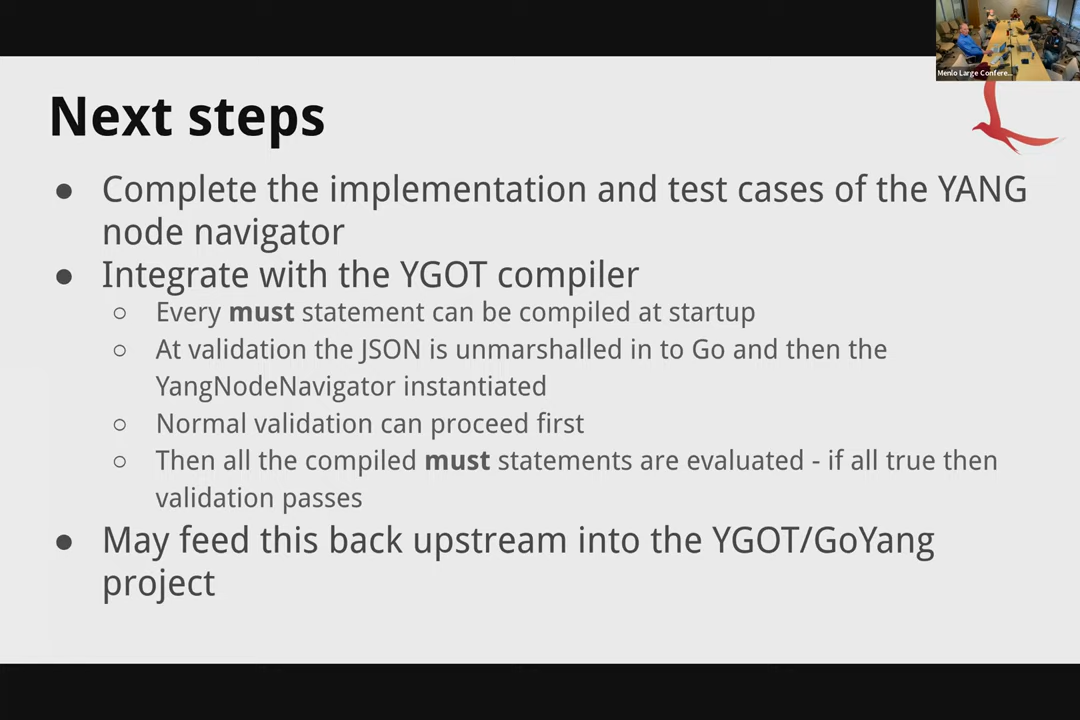 Menlo Large Confere...
Next steps
● Complete the implementation and test cases of the YANG
node navigator
● Integrate with the YGOT compiler
○ Every must statement can be compiled at startup
○ At validation the JSON is unmarshalled in to Go and then the
YangNodeNavigator instantiated
○ Normal validation can proceed first
○ Then all the compiled must statements are evaluated - if all true then
validation passes
● May feed this back upstream into the YGOT/GoYang
project